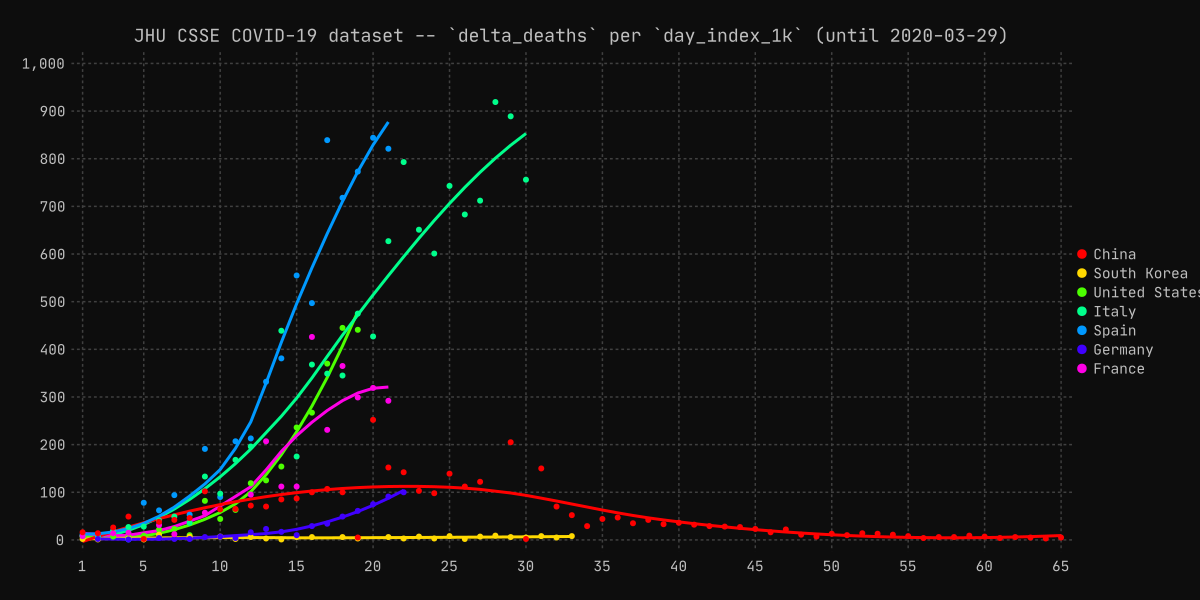 JHU CSSE COVID-19 dataset -- `delta_deaths` per `day_index_1k` (until 2020-03-29)
1,000
900
800
700
600
500
400
300
200
100
0
1 5 10 15 20 25 30 35 40 45 50 55 60 65
China
South Korea
United States
Italy
Spain
Germany
France